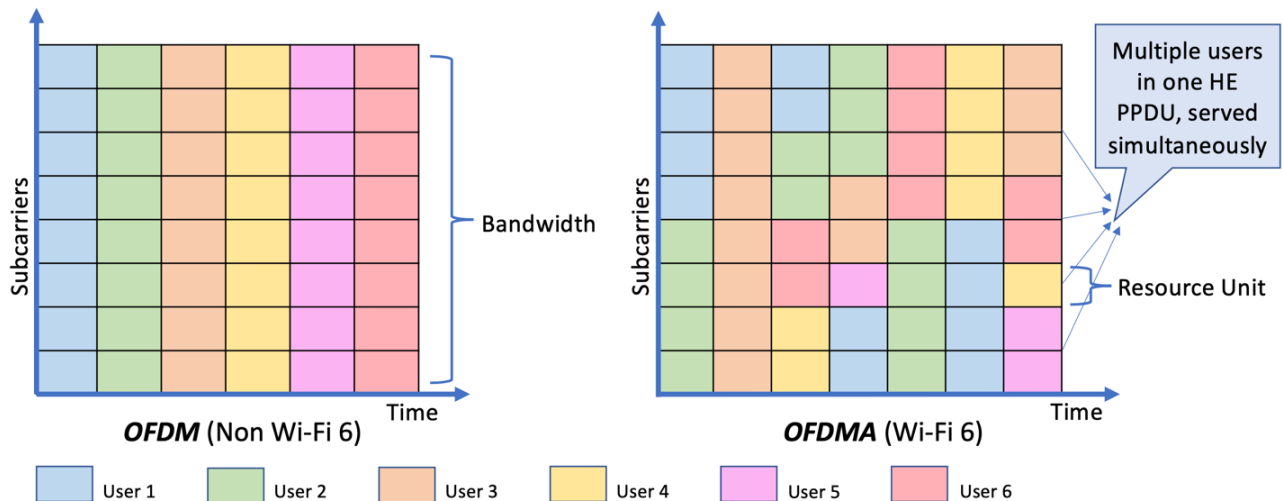 Subcarriers
Bandwidth
Time
OFDM (Non Wi-Fi 6)
Subcarriers
Multiple users
in one HE
PPDU, served
simultaneously
Resource Unit
Time
OFDMA (Wi-Fi 6)
User 1
User 2
User 3
User 4
User 5
User 6